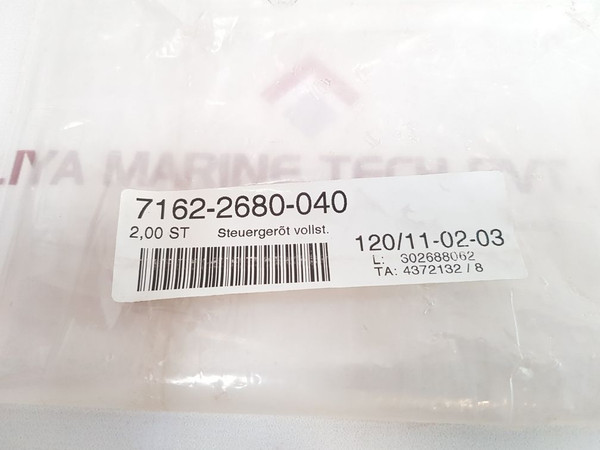 LIYA MARINE TECH PVT.
7162-2680-040
2,00 ST Steuergeröt vollst.
120/11-02-03
L: 302688062
TA: 4372132 / 8